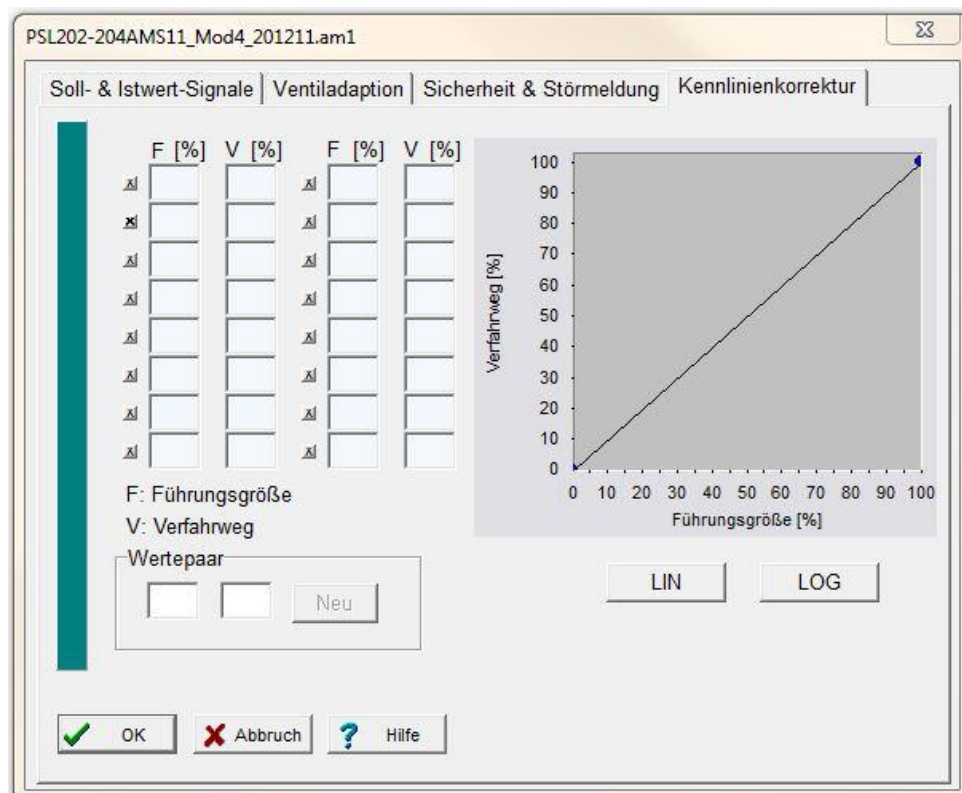 PSL202-204AMS11_Mod4_201211.am1
Soll- & Istwert-Signale Ventiladaption Sicherheit & Störmeldung Kennlinienkorrektur
F [%] V [%] F [%] V [%]
x x
x x
x x
x x
x x
x x
x x
x x
F: Führungsgröße
V: Verfahrweg
Wertepaar
Neu
Verfahrweg [%]
100
90
80
70
60
50
40
30
20
10
0
0 10 20 30 40 50 60 70 80 90 100
Führungsgröße [%]
LIN LOG
OK Abbruch ? Hilfe